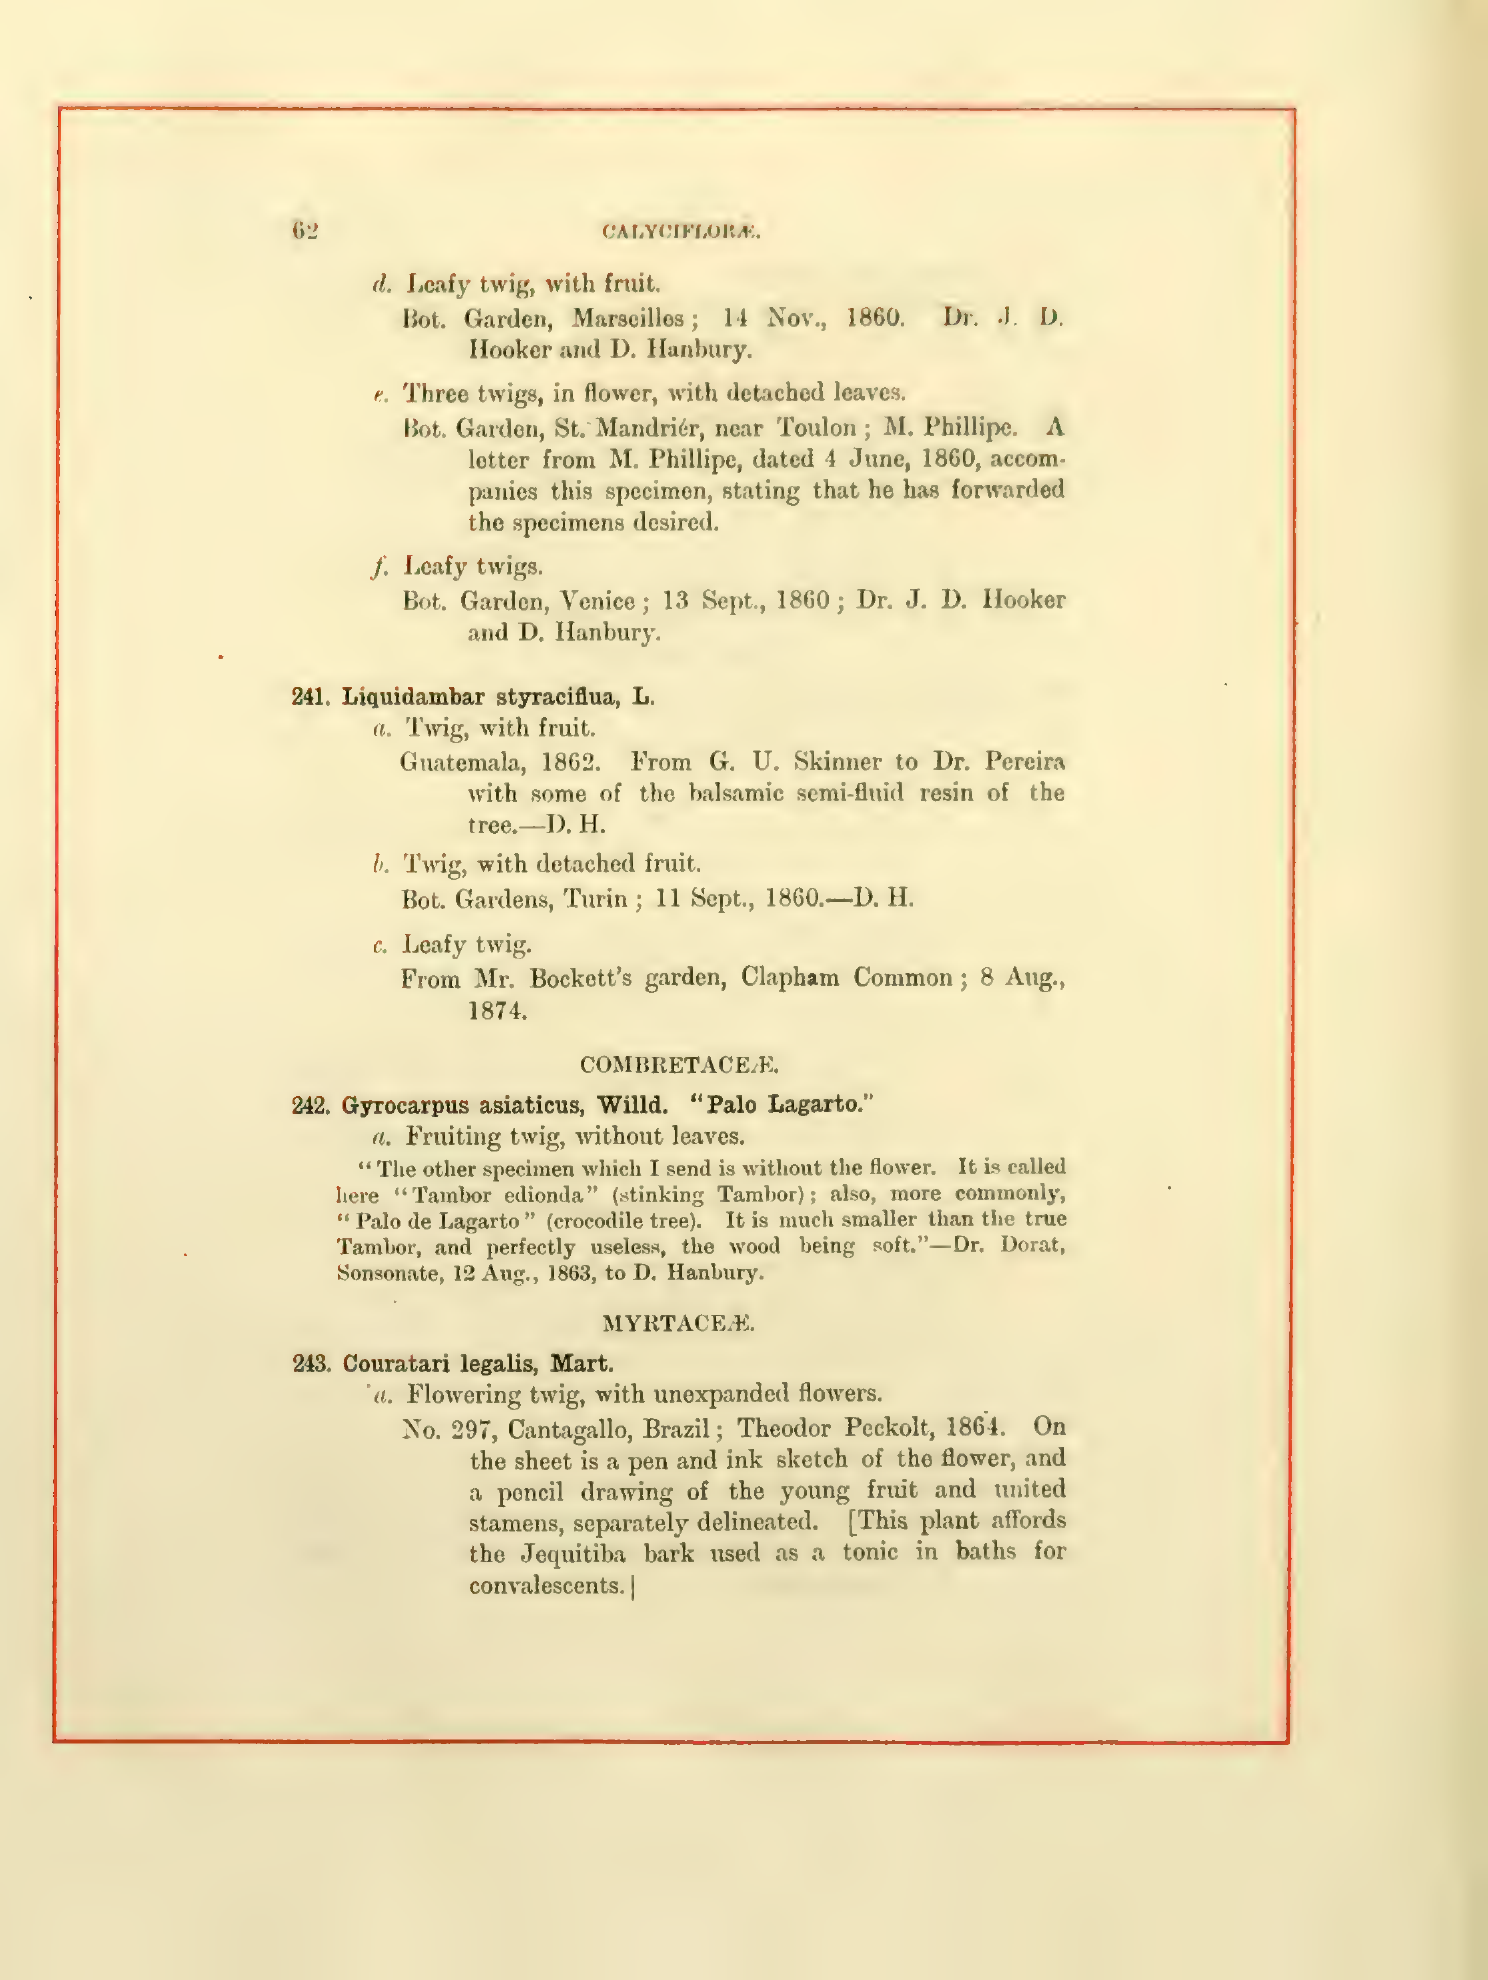 62 CALYCIFLORÆ.
d. Leafy twig, with fruit.
Bot. Garden, Marseilles; 14 Nov., 1860. Dr. J. D.
Hooker and D. Hanbury.
e. Three twigs, in flower, with detached leaves.
Bot. Garden, St. Mandriér, near Toulon; M. Phillipe. A
letter from M. Phillipe, dated 4 June, 1860, accom-
panies this specimen, stating that he has forwarded
the specimens desired.
f. Leafy twigs.
Bot. Garden, Venice; 13 Sept., 1860; Dr. J. D. Hooker
and D. Hanbury.
241. Liquidambar styraciflua, L.
a. Twig, with fruit.
Guatemala, 1862. From G. U. Skinner to Dr. Pereira
with some of the balsamic semi-fluid resin of the
tree.—D. H.
b. Twig, with detached fruit.
Bot. Gardens, Turin; 11 Sept., 1860.—D. H.
c. Leafy twig.
From Mr. Bockett's garden, Clapham Common; 8 Aug.,
1874.
COMBRETACEÆ.
242. Gyrocarpus asiaticus, Willd. "Palo Lagarto."
a. Fruiting twig, without leaves.
"The other specimen which I send is without the flower. It is called
here "Tambor edionda" (stinking Tambor); also, more commonly,
"Palo de Lagarto" (crocodile tree). It is much smaller than the true
Tambor, and perfectly useless, the wood being soft."—Dr. Dorat,
Sonsonate, 12 Aug., 1863, to D. Hanbury.
MYRTACEÆ.
243. Couratari legalis, Mart.
a. Flowering twig, with unexpanded flowers.
No. 297, Cantagallo, Brazil; Theodor Peckolt, 1864. On
the sheet is a pen and ink sketch of the flower, and
a pencil drawing of the young fruit and united
stamens, separately delineated. [This plant affords
the Jequitiba bark used as a tonic in baths for
convalescents.]